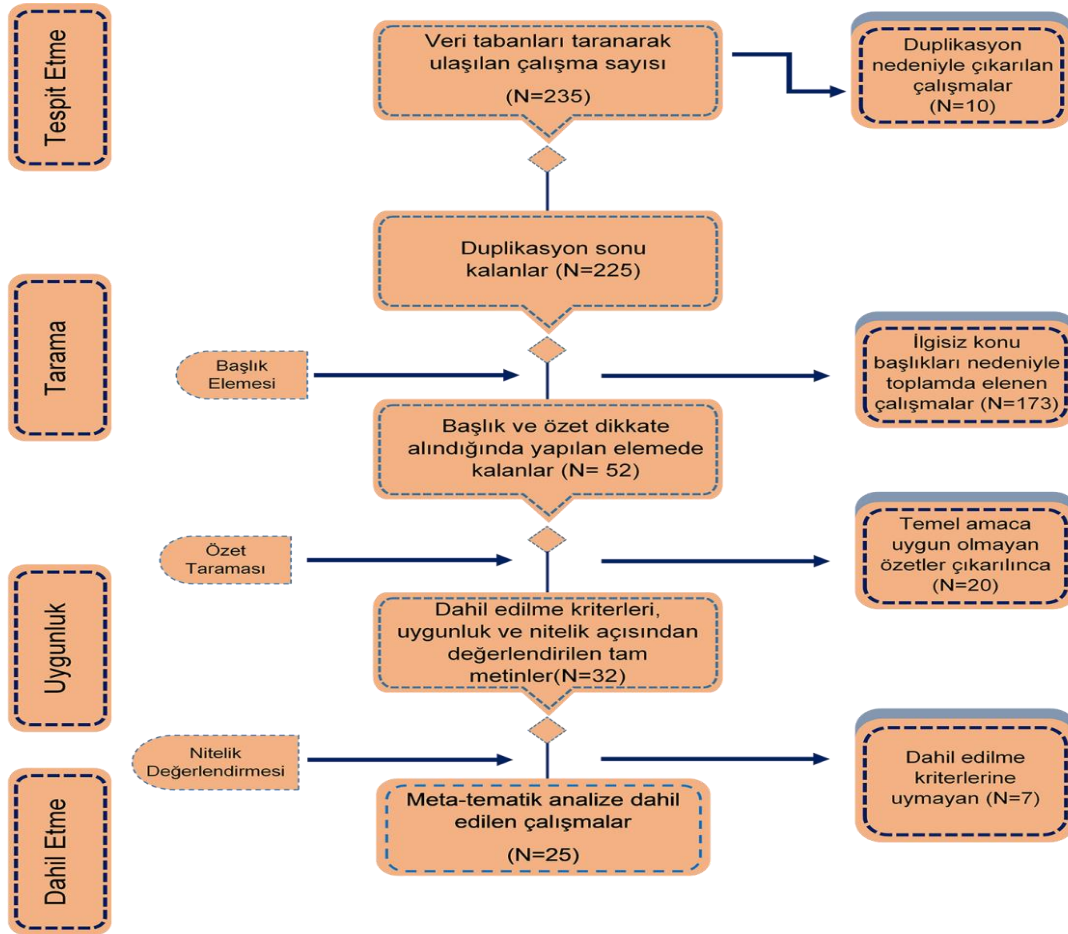 Tespit Etme
Veri tabanları taranarak
ulaşılan çalışma sayısı
(N=235)
Duplikasyon
nedeniyle çıkarılan
çalışmalar
(N=10)
Duplikasyon sonu
kalanlar (N=225)
Tarama
Başlık
Elemesi
İlgisiz konu
başlıkları nedeniyle
toplamda elenen
çalışmalar (N=173)
Başlık ve özet dikkate
alındığında yapılan elemede
kalanlar (N= 52)
Özet
Taraması
Temel amaca
uygun olmayan
özetler çıkarılınca
(N=20)
Uygunluk
Dahil edilme kriterleri,
uygunluk ve nitelik açısından
değerlendirilen tam
metinler(N=32)
Nitelik
Değerlendirmesi
Dahil edilme
kriterlerine
uymayan (N=7)
Dahil Etme
Meta-tematik analize dahil
edilen çalışmalar
(N=25)